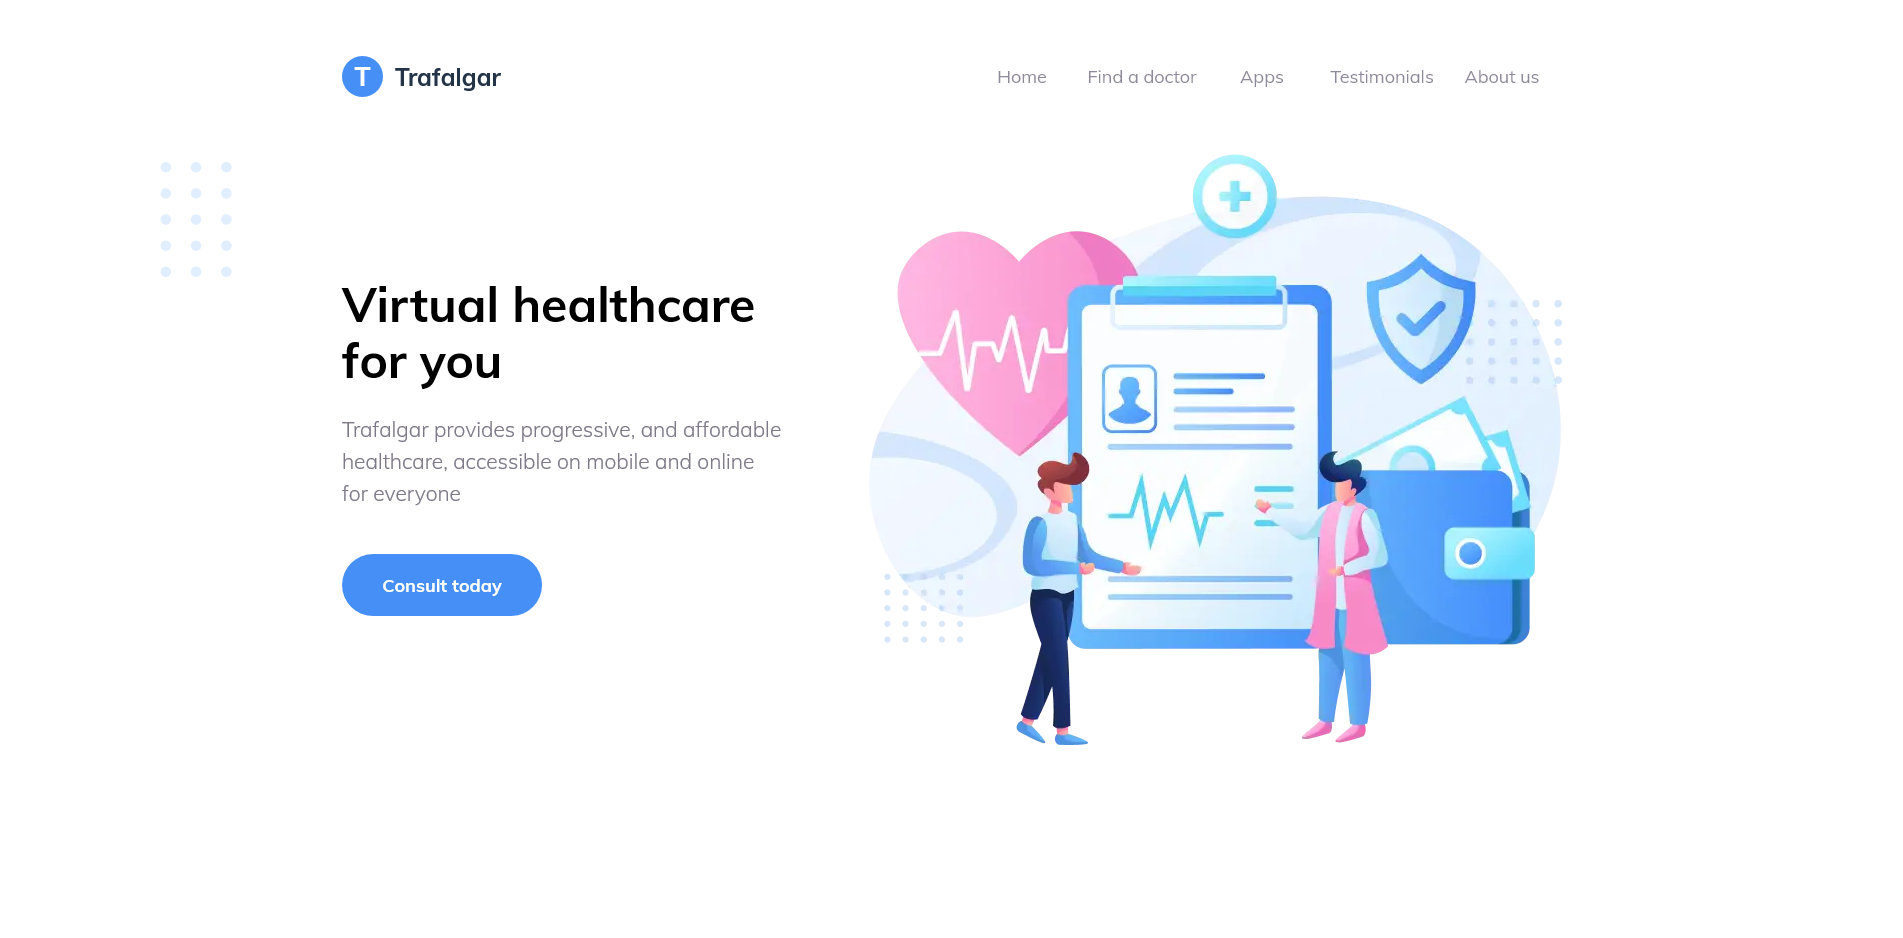 T Trafalgar
Home Find a doctor Apps Testimonials About us
Virtual healthcare
for you
Trafalgar provides progressive, and affordable
healthcare, accessible on mobile and online
for everyone
Consult today